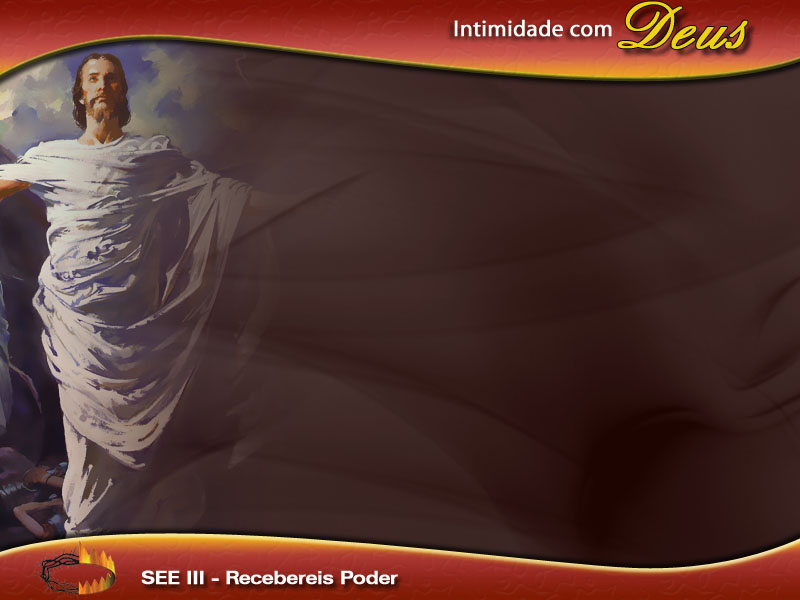 Intimidade com Deus
SEE III - Recebereis Poder